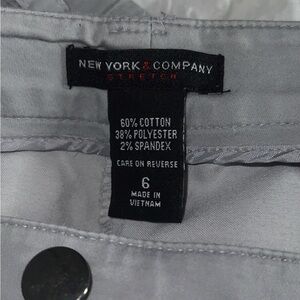 NEW YORK & COMPANY
STRETCH
60% COTTON
38% POLYESTER
2% SPANDEX
CARE ON REVERSE
6
MADE IN
VIETNAM